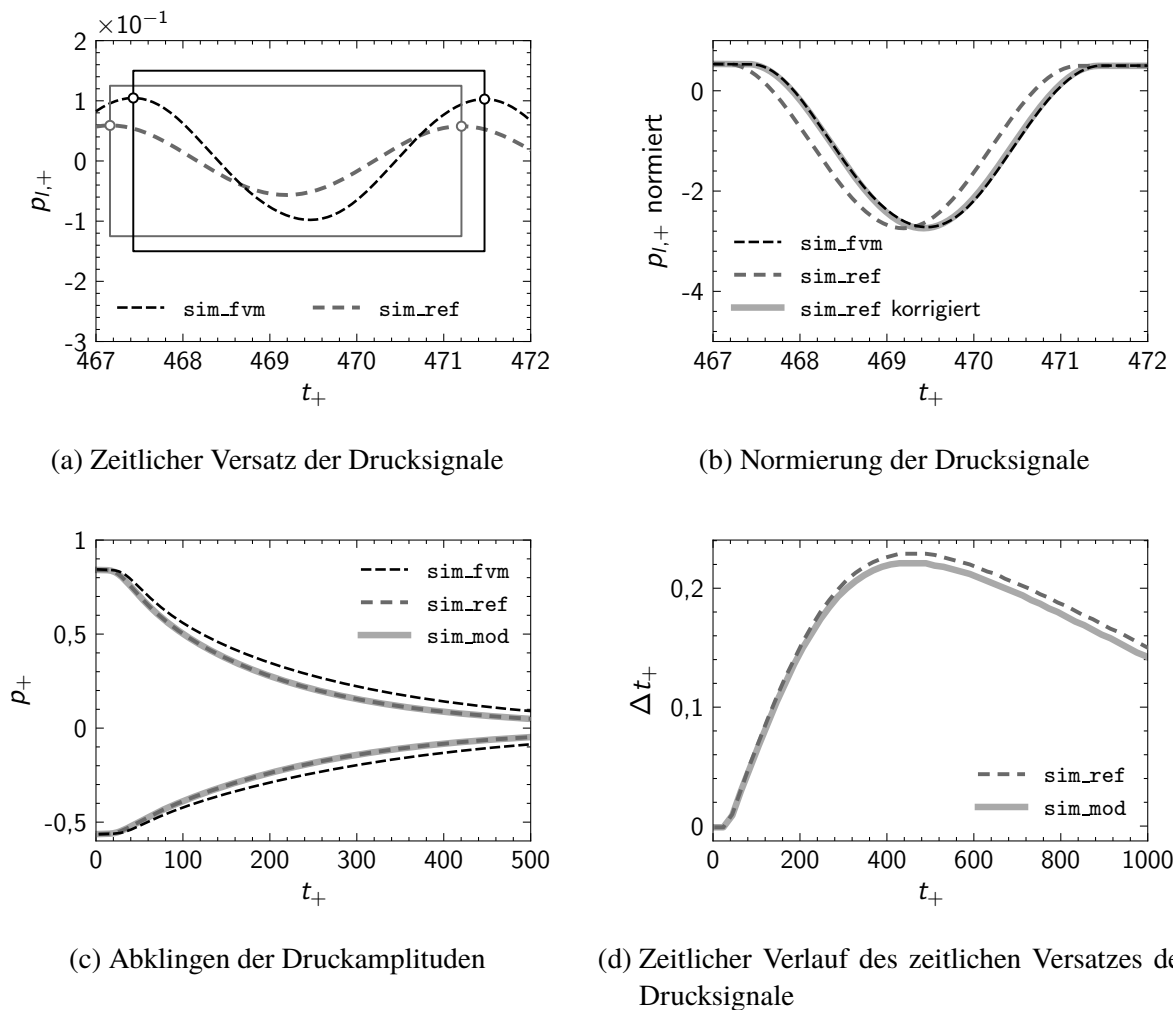 ×10⁻¹
2
1
0
-1
-2
-3
467 468 469 470 471 472
p_{l,+}
t_+
sim_fvm sim_ref
(a) Zeitlicher Versatz der Drucksignale
0
-2
-4
467 468 469 470 471 472
p_{l,+} normiert
t_+
sim_fvm
sim_ref
sim_ref korrigiert
(b) Normierung der Drucksignale
1
0,5
0
-0,5
0 100 200 300 400 500
p_+
t_+
sim_fvm
sim_ref
sim_mod
(c) Abklingen der Druckamplituden
0,2
0,1
0
0 200 400 600 800 1000
Δt_+
t_+
sim_ref
sim_mod
(d) Zeitlicher Verlauf des zeitlichen Versatzes de
Drucksignale